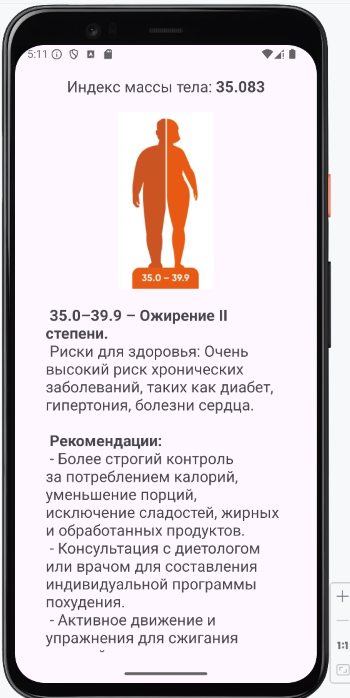 5:11
Индекс массы тела: 35.083
35.0 – 39.9
35.0–39.9 – Ожирение II
степени.
Риски для здоровья: Очень
высокий риск хронических
заболеваний, таких как диабет,
гипертония, болезни сердца.
Рекомендации:
- Более строгий контроль
за потреблением калорий,
уменьшение порций,
исключение сладостей, жирных
и обработанных продуктов.
- Консультация с диетологом
или врачом для составления
индивидуальной программы
похудения.
- Активное движение и
упражнения для сжигания
1:1